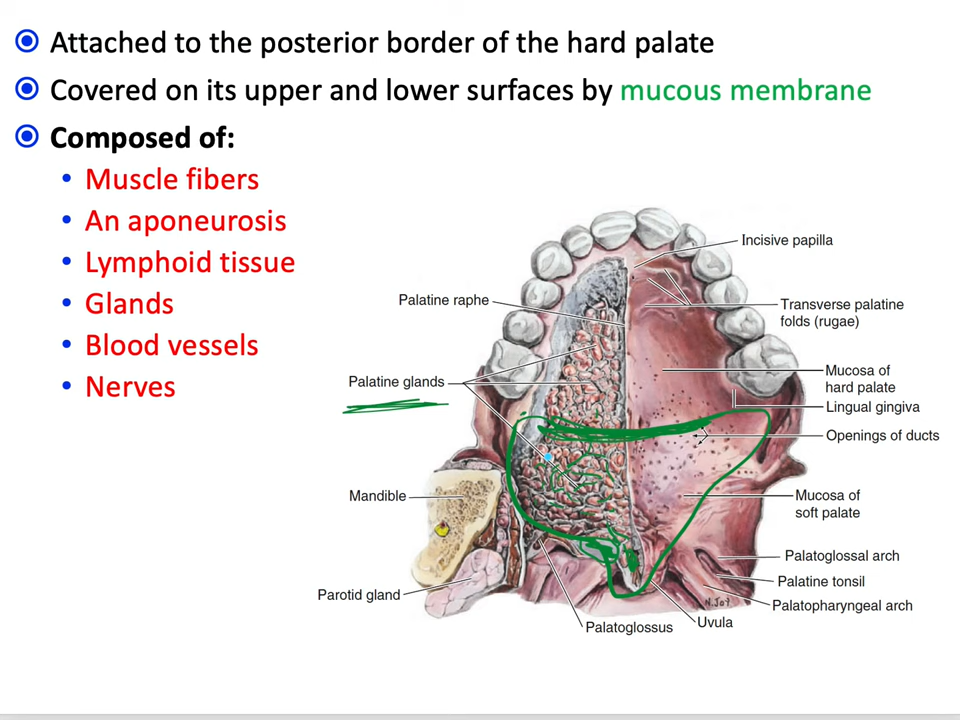 Attached to the posterior border of the hard palate
Covered on its upper and lower surfaces by mucous membrane
Composed of:
Muscle fibers
An aponeurosis
Lymphoid tissue
Glands
Blood vessels
Nerves
Incisive papilla
Palatine raphe
Transverse palatine
folds (rugae)
Palatine glands
Mucosa of
hard palate
Lingual gingiva
Openings of ducts
Mandible
Mucosa of
soft palate
Palatoglossal arch
Palatine tonsil
Parotid gland
Palatopharyngeal arch
N.Joy
Uvula
Palatoglossus